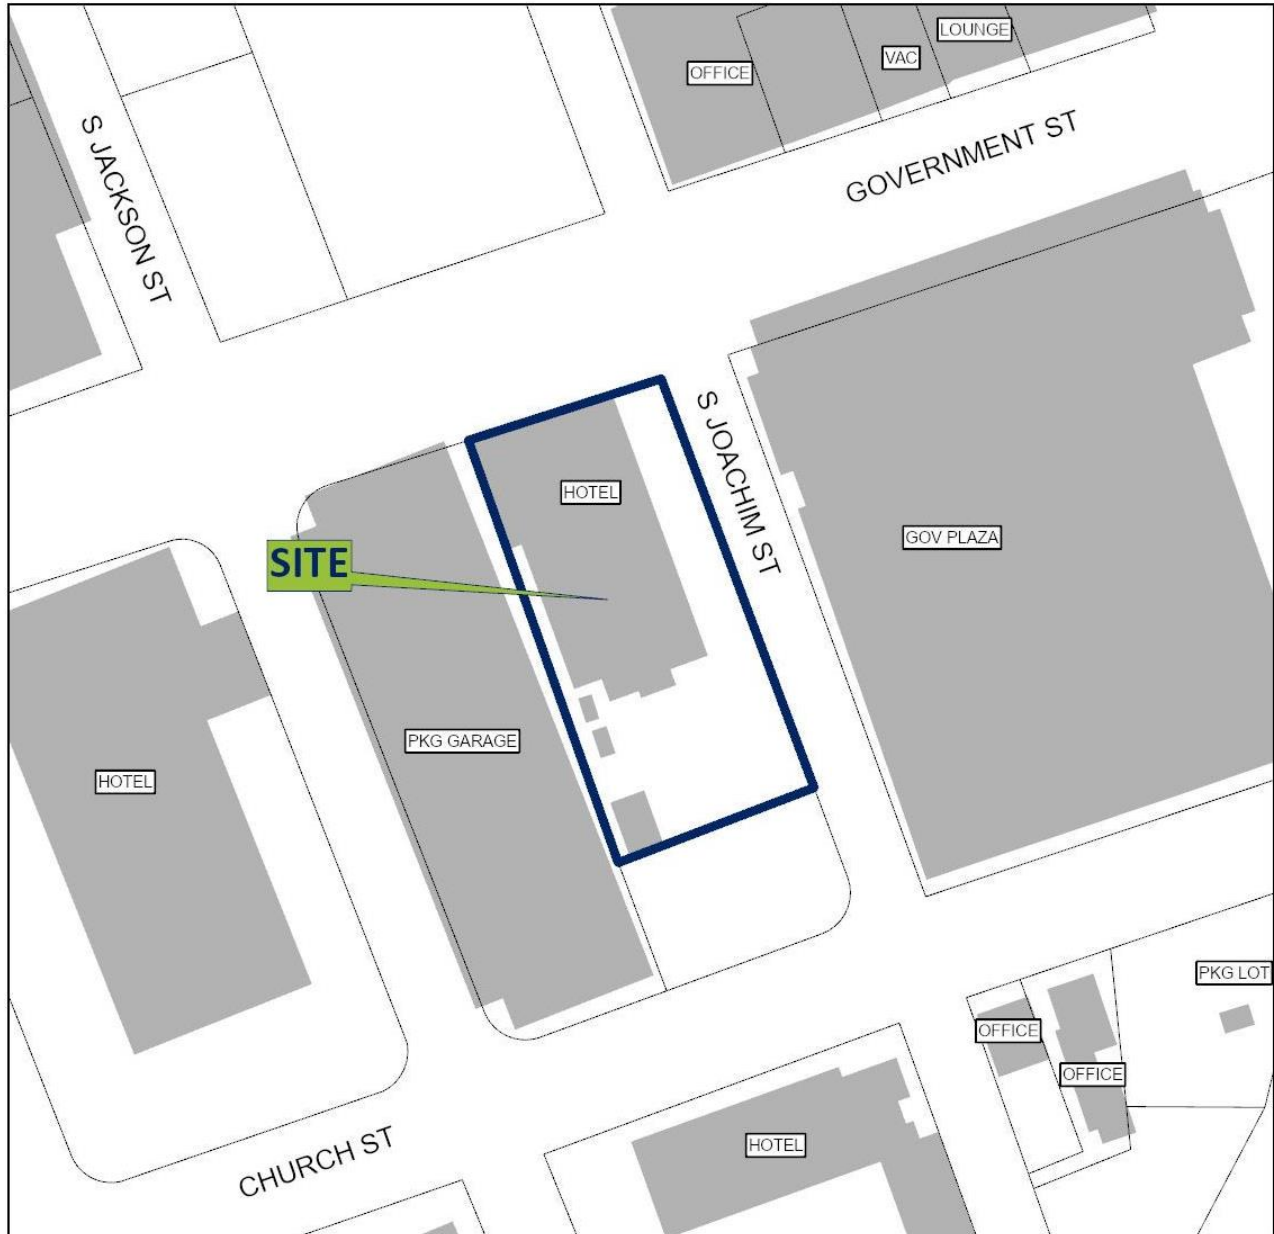 LOUNGE
VAC
OFFICE
GOVERNMENT ST
S JACKSON ST
S JOACHIM ST
HOTEL
GOV PLAZA
SITE
PKG GARAGE
HOTEL
PKG LOT
OFFICE
OFFICE
HOTEL
CHURCH ST